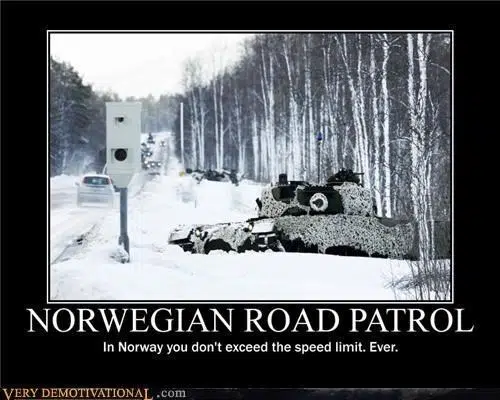 NORWEGIAN ROAD PATROL
In Norway you don't exceed the speed limit. Ever.
VERY DEMOTIVATIONAL.com